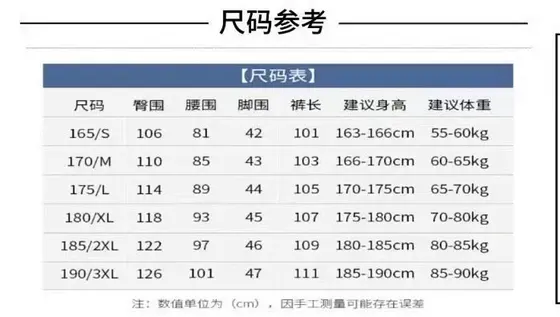 尺码参考
【尺码表】
尺码 臀围 腰围 脚围 裤长 建议身高 建议体重
165/S 106 81 42 101 163-166cm 55-60kg
170/M 110 85 43 103 166-170cm 60-65kg
175/L 114 89 44 105 170-175cm 65-70kg
180/XL 118 93 45 107 175-180cm 70-80kg
185/2XL 122 97 46 109 180-185cm 80-85kg
190/3XL 126 101 47 111 185-190cm 85-90kg
注：数值单位为（cm），因手工测量可能存在误差